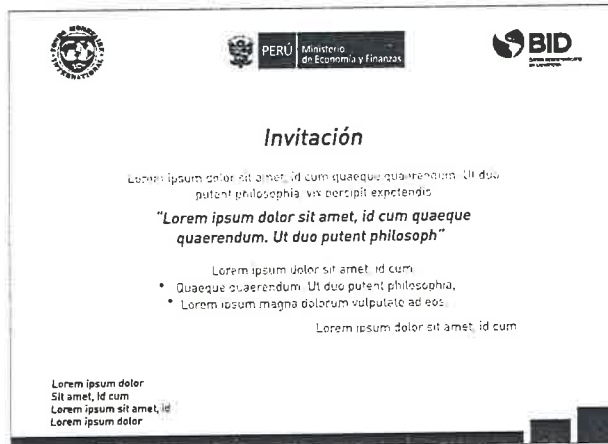 PERÚ
Ministerio
de Economía y Finanzas
BID
Invitación
Lorem ipsum dolor sit amet, id cum quaeque quaerendum. Ut duo
putent philosophia, vix percipit expetendis
"Lorem ipsum dolor sit amet, id cum quaeque
quaerendum. Ut duo putent philosoph"
Lorem ipsum dolor sit amet, id cum
• Quaeque quaerendum. Ut duo putent philosophia,
• Lorem ipsum magna dolorum vulputate ad eos.
Lorem ipsum dolor sit amet, id cum
Lorem ipsum dolor
Sit amet, id cum
Lorem ipsum sit amet, id
Lorem ipsum dolor